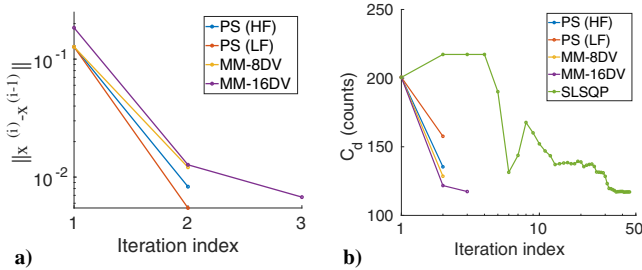 ||x ^(i)-x^(i-1) ||
10^-1
10^-2
1
2
3
Iteration index
PS (HF)
PS (LF)
MM-8DV
MM-16DV
a)
C_d (counts)
250
200
150
100
1
10
50
Iteration index
PS (HF)
PS (LF)
MM-8DV
MM-16DV
SLSQP
b)